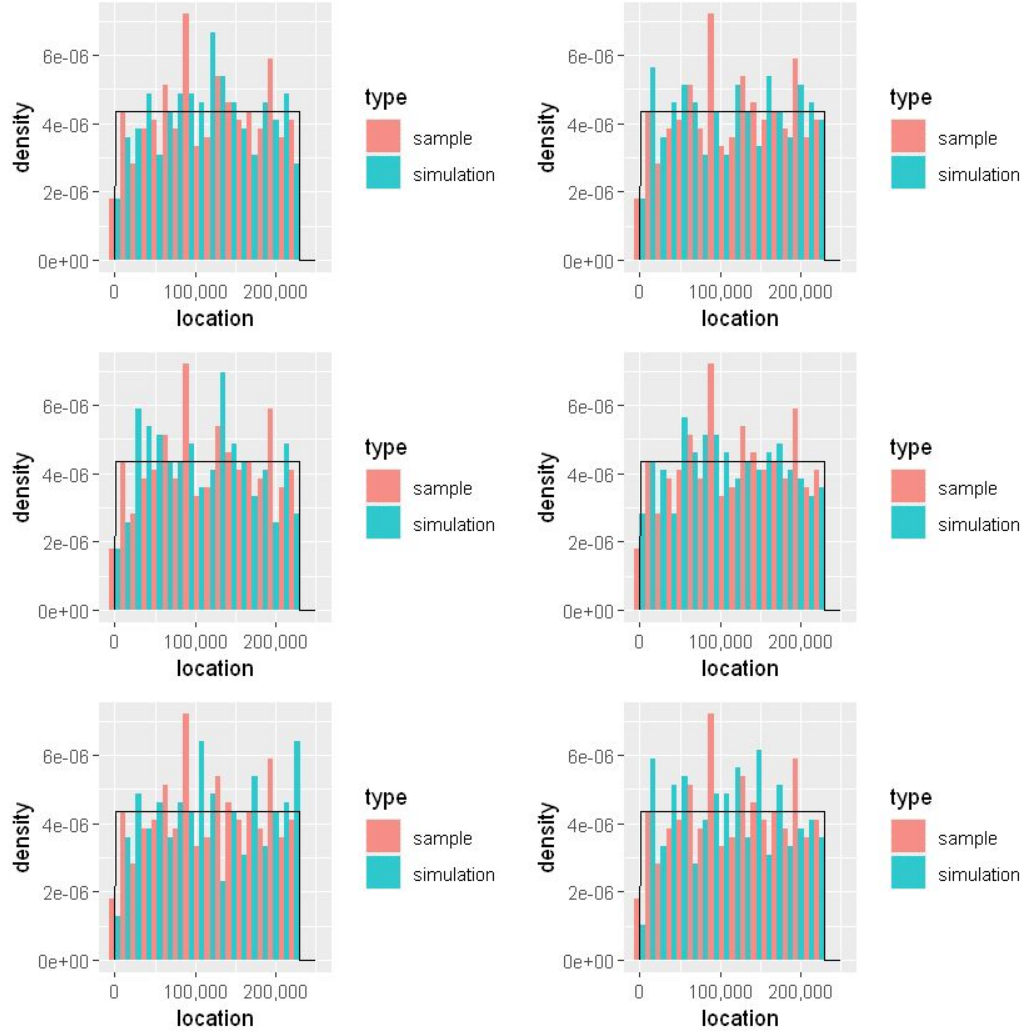 density
6e-06
4e-06
2e-06
0e+00
0 100,000 200,000
location
type
sample
simulation
density
6e-06
4e-06
2e-06
0e+00
0 100,000 200,000
location
type
sample
simulation
density
6e-06
4e-06
2e-06
0e+00
0 100,000 200,000
location
type
sample
simulation
density
6e-06
4e-06
2e-06
0e+00
0 100,000 200,000
location
type
sample
simulation
density
6e-06
4e-06
2e-06
0e+00
0 100,000 200,000
location
type
sample
simulation
density
6e-06
4e-06
2e-06
0e+00
0 100,000 200,000
location
type
sample
simulation